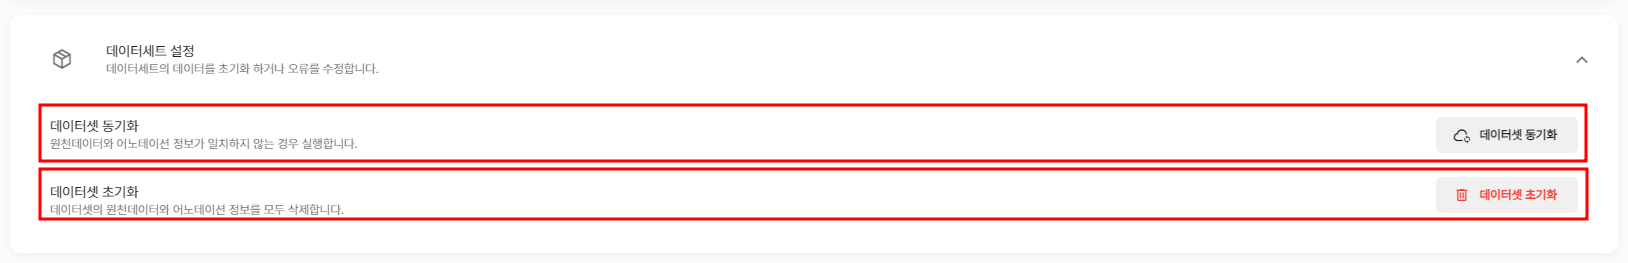 데이터세트 설정
데이터세트의 데이터를 초기화 하거나 오류를 수정합니다.
데이터셋 동기화
원천데이터와 어노테이션 정보가 일치하지 않는 경우 실행합니다.
데이터셋 동기화
데이터셋 초기화
데이터셋의 원천데이터와 어노테이션 정보를 모두 삭제합니다.
데이터셋 초기화